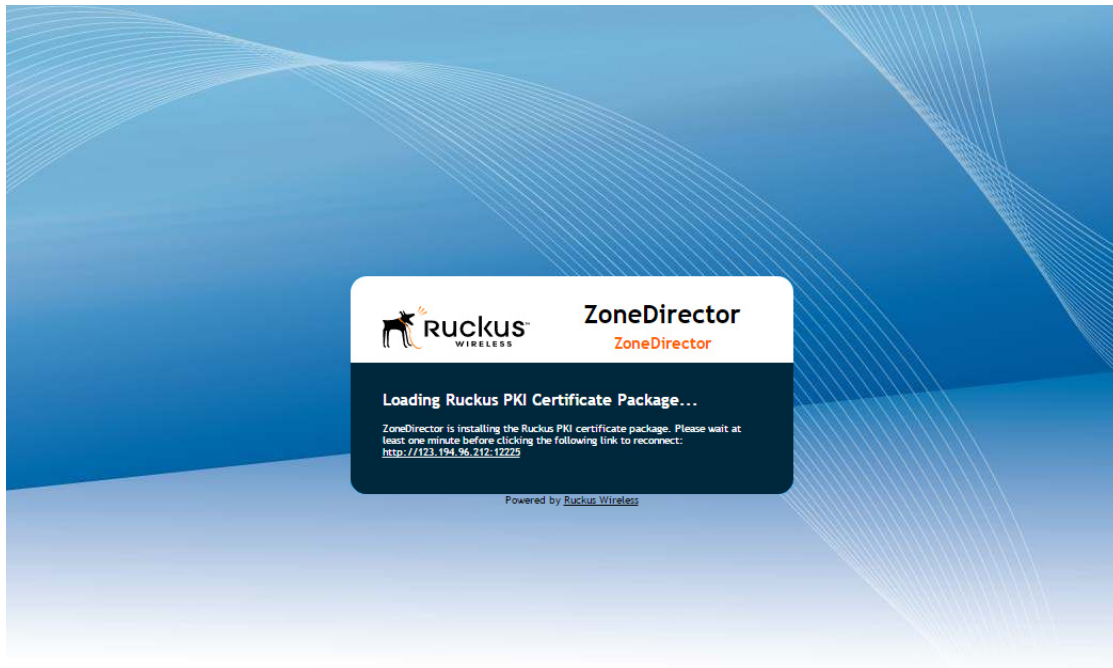 Ruckus™
WIRELESS
ZoneDirector
ZoneDirector
Loading Ruckus PKI Certificate Package...
ZoneDirector is installing the Ruckus PKI certificate package. Please wait at
least one minute before clicking the following link to reconnect:
http://123.194.96.212:12225
Powered by Ruckus Wireless